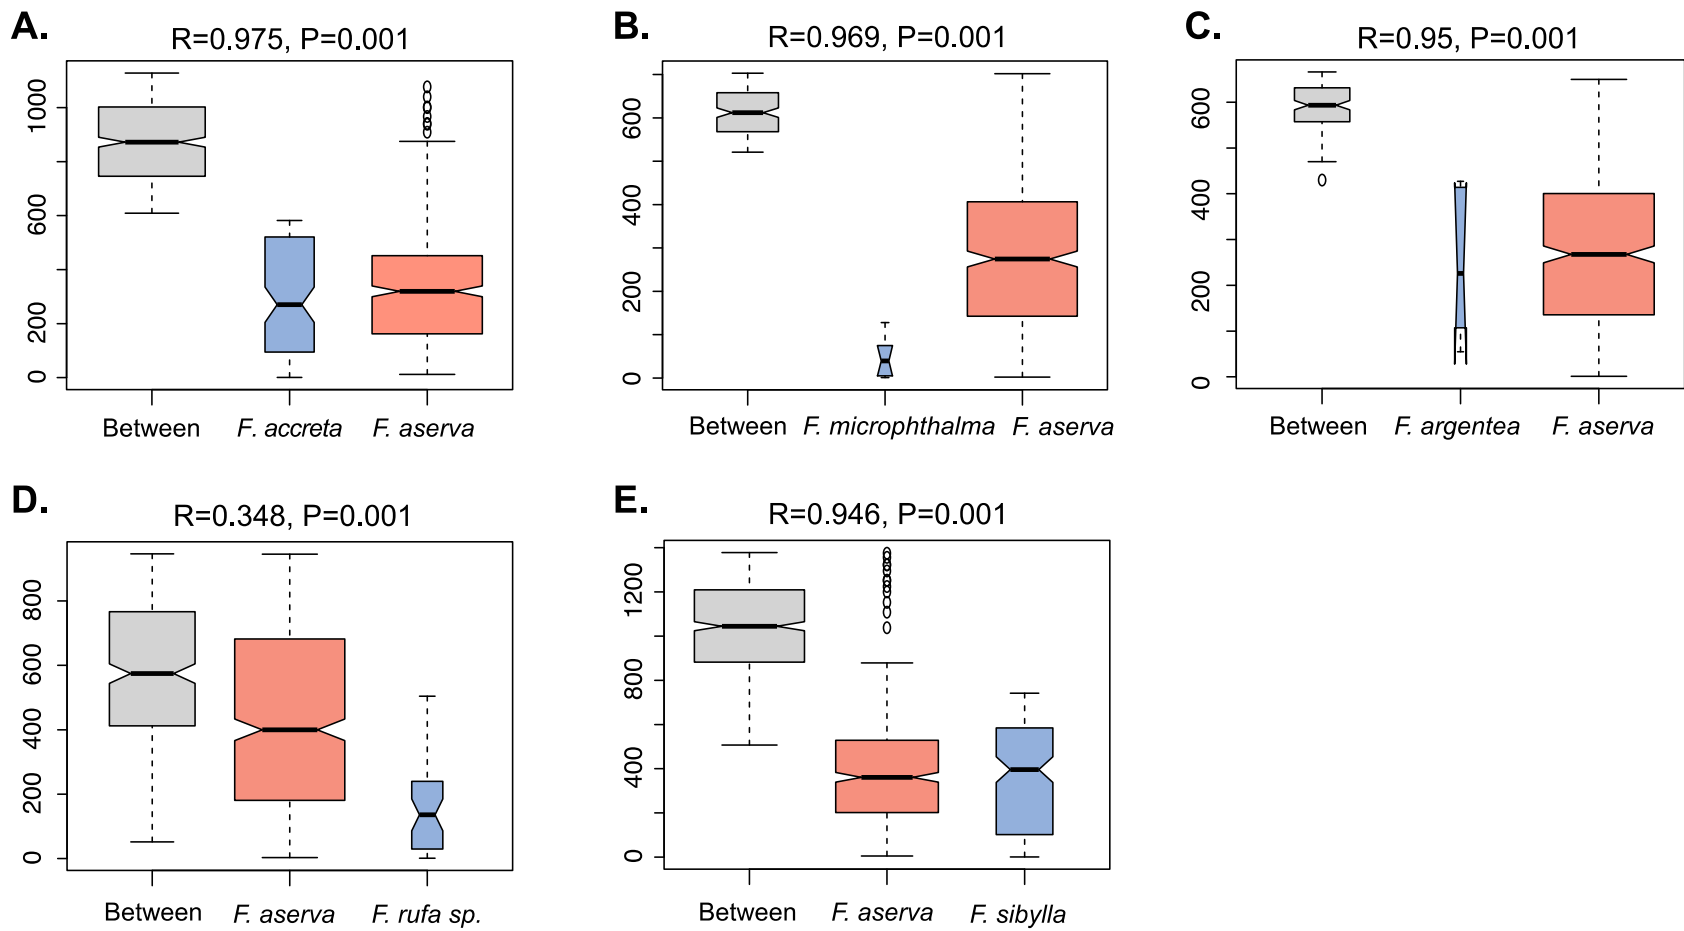 A.
R=0.975, P=0.001
1000
600
200
0
Between F. accreta F. aserva
B.
R=0.969, P=0.001
600
400
200
0
Between F. microphthalma F. aserva
C.
R=0.95, P=0.001
600
400
200
0
Between F. argentea F. aserva
D.
R=0.348, P=0.001
800
600
400
200
0
Between F. aserva F. rufa sp.
E.
R=0.946, P=0.001
1200
800
400
0
Between F. aserva F. sibylla